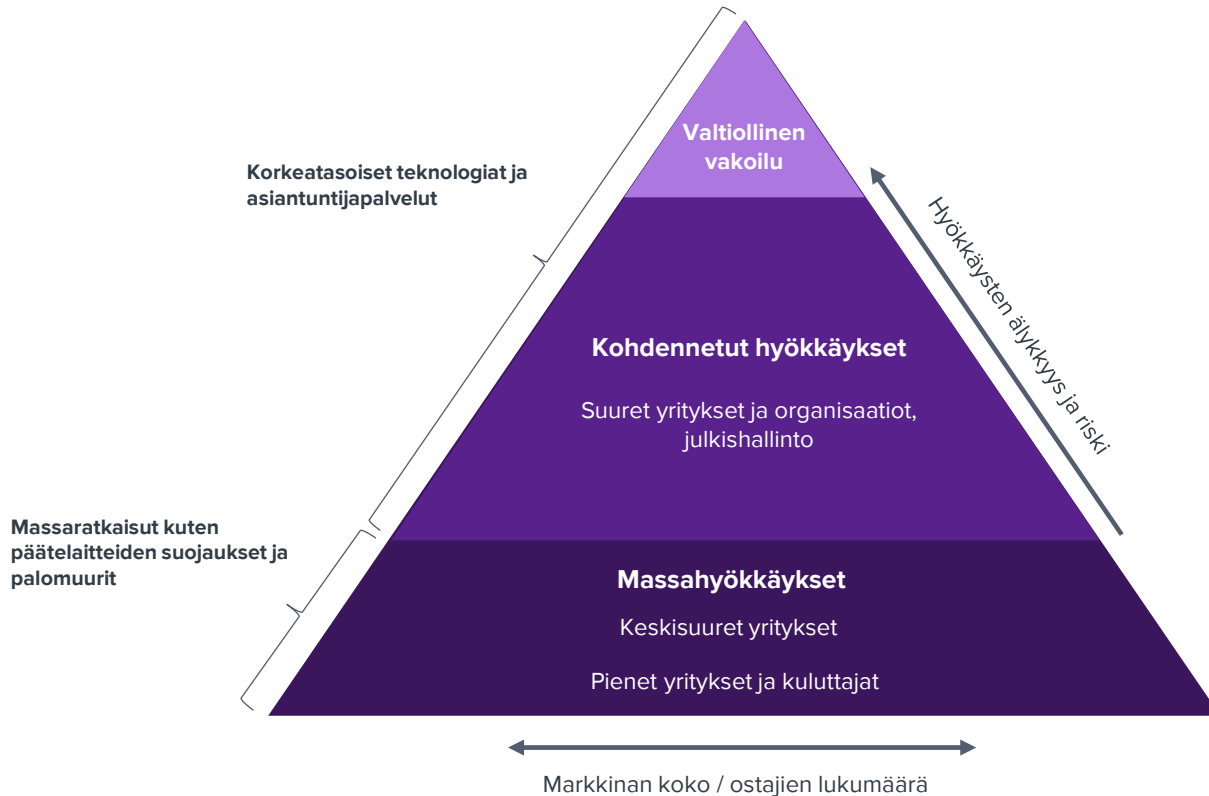 Valtiollinen
vakoilu
Korkeatasoiset teknologiat ja
asiantuntijapalvelut
Hyökkäysten älykkyys ja riski
Kohdennetut hyökkäykset
Suuret yritykset ja organisaatiot,
julkishallinto
Massaratkaisut kuten
päätelaitteiden suojaukset ja
palomuurit
Massahyökkäykset
Keskisuuret yritykset
Pienet yritykset ja kuluttajat
Markkinan koko / ostajien lukumäärä